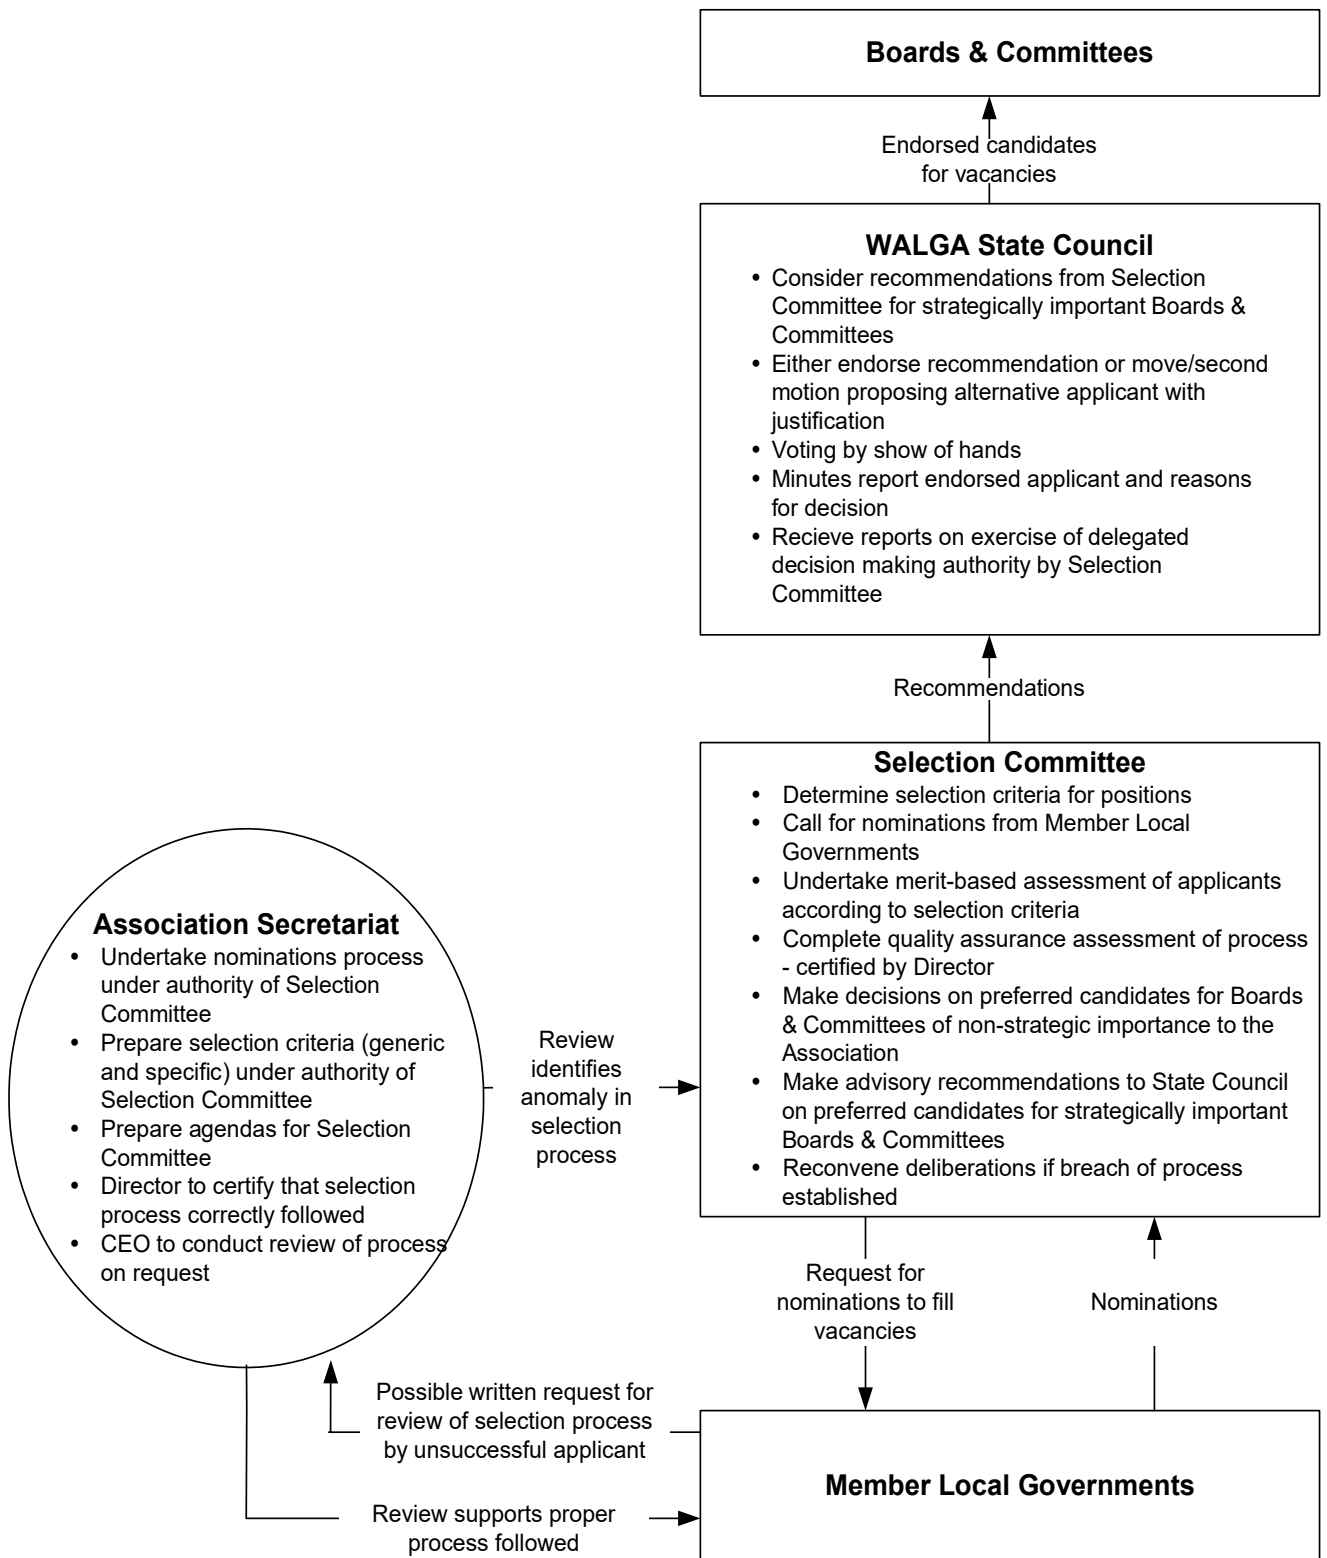 Boards & Committees
Endorsed candidates
for vacancies
WALGA State Council
• Consider recommendations from Selection
Committee for strategically important Boards &
Committees
• Either endorse recommendation or move/second
motion proposing alternative applicant with
justification
• Voting by show of hands
• Minutes report endorsed applicant and reasons
for decision
• Recieve reports on exercise of delegated
decision making authority by Selection
Committee
Recommendations
Selection Committee
• Determine selection criteria for positions
• Call for nominations from Member Local
Governments
• Undertake merit-based assessment of applicants
according to selection criteria
• Complete quality assurance assessment of process
- certified by Director
• Make decisions on preferred candidates for Boards
& Committees of non-strategic importance to the
Association
• Make advisory recommendations to State Council
on preferred candidates for strategically important
Boards & Committees
• Reconvene deliberations if breach of process
established
Association Secretariat
• Undertake nominations process
under authority of Selection
Committee
• Prepare selection criteria (generic
and specific) under authority of
Selection Committee
• Prepare agendas for Selection
Committee
• Director to certify that selection
process correctly followed
• CEO to conduct review of process
on request
Review
identifies
anomaly in
selection
process
Request for
nominations to fill
vacancies
Nominations
Possible written request for
review of selection process
by unsuccessful applicant
Member Local Governments
Review supports proper
process followed